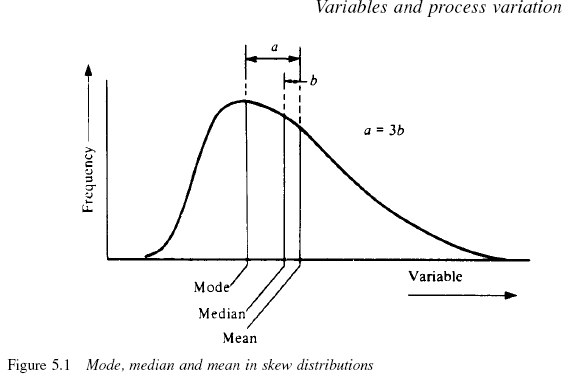 Variables and process variation
a
b
a = 3b
Frequency
Variable
Mode
Median
Mean
Figure 5.1 Mode, median and mean in skew distributions